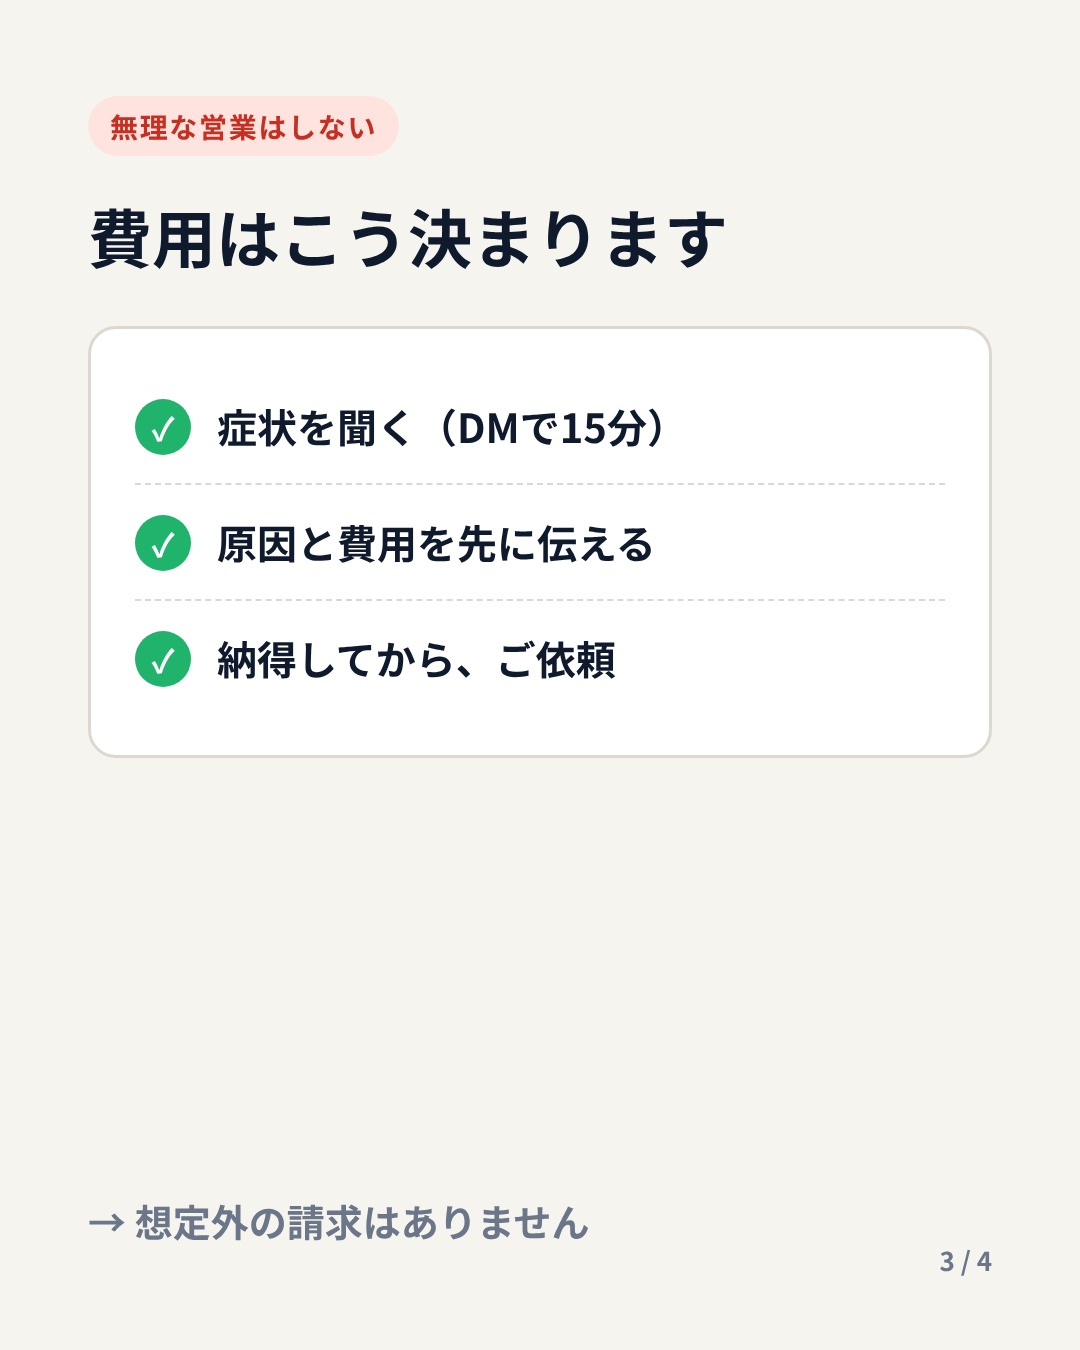 無理な営業はしない
費用はこう決まります
✓ 症状を聞く（DMで15分）
✓ 原因と費用を先に伝える
✓ 納得してから、ご依頼
→ 想定外の請求はありません
3 / 4